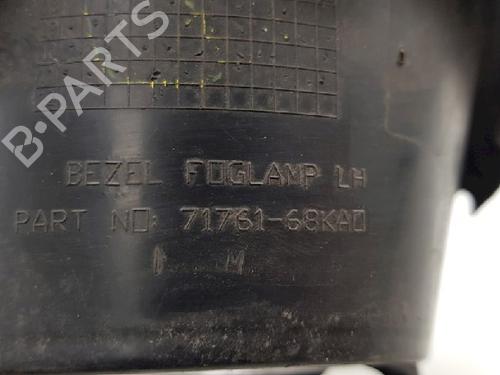 B-PARTS
BEZEL FOGLAMP LH
PART NO: 71761-68KA0
M